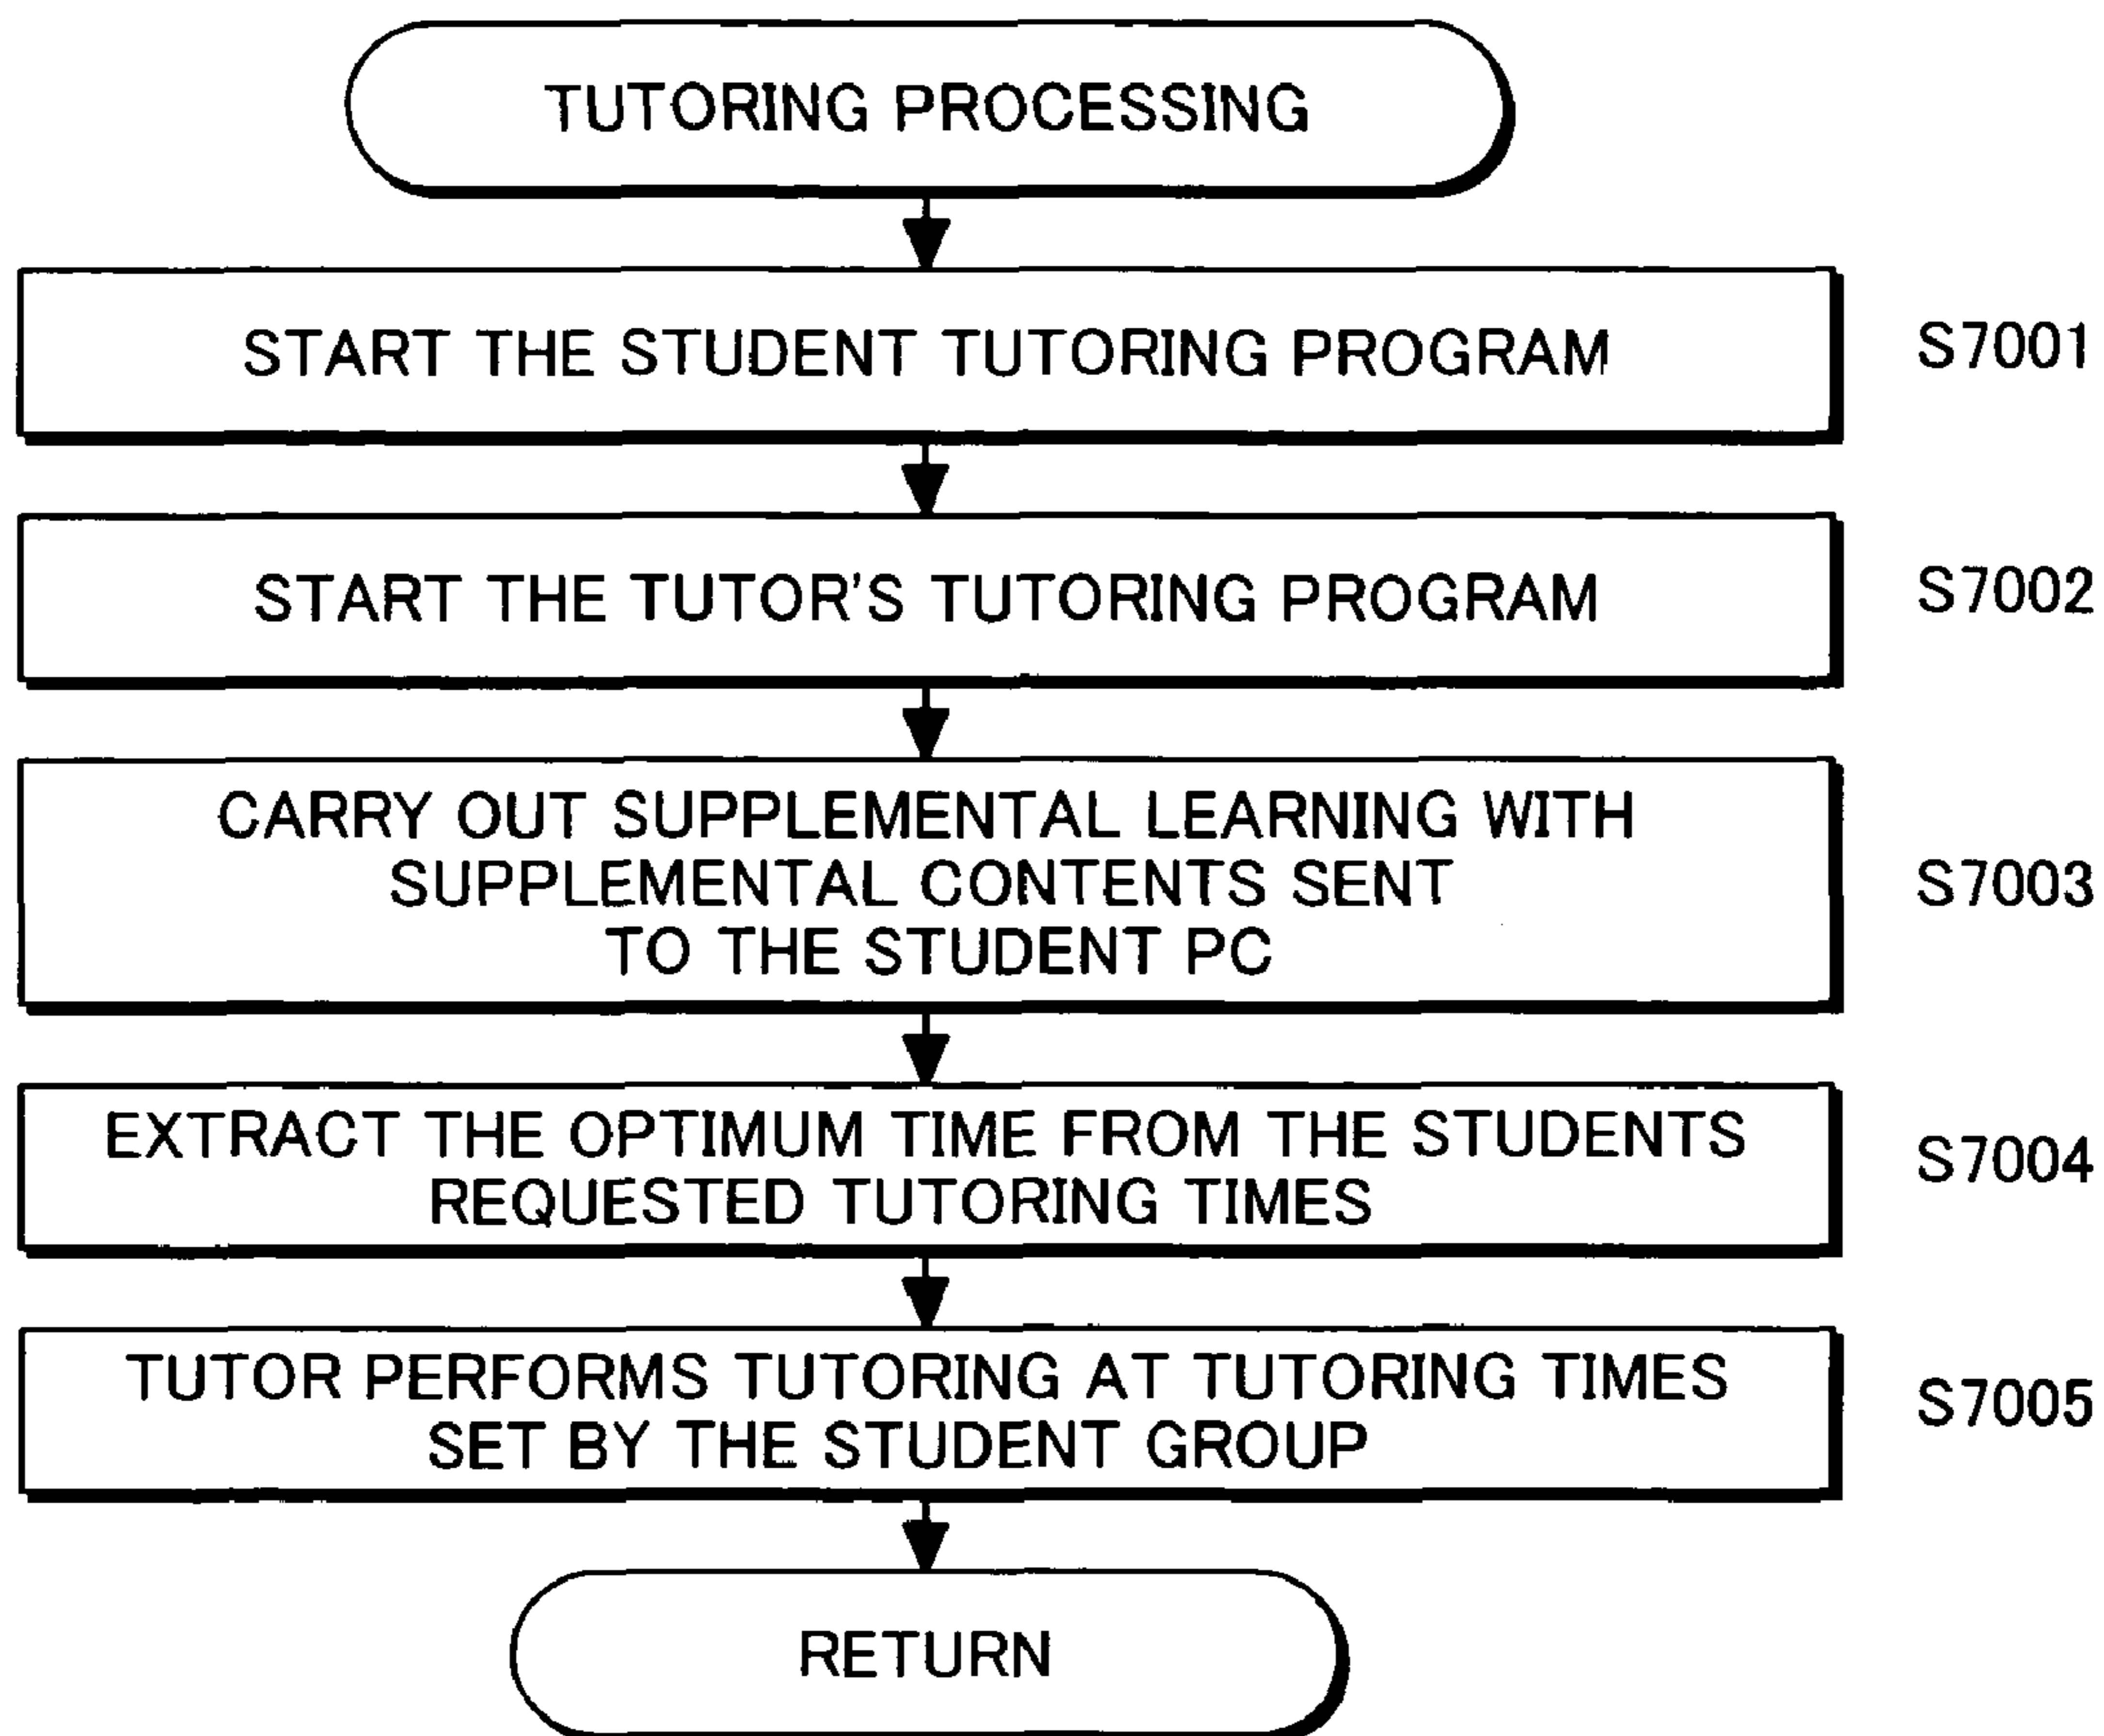 TUTORING PROCESSING
START THE STUDENT TUTORING PROGRAM
S7001
START THE TUTOR'S TUTORING PROGRAM
S7002
CARRY OUT SUPPLEMENTAL LEARNING WITH
SUPPLEMENTAL CONTENTS SENT
TO THE STUDENT PC
S7003
EXTRACT THE OPTIMUM TIME FROM THE STUDENTS
REQUESTED TUTORING TIMES
S7004
TUTOR PERFORMS TUTORING AT TUTORING TIMES
SET BY THE STUDENT GROUP
S7005
RETURN